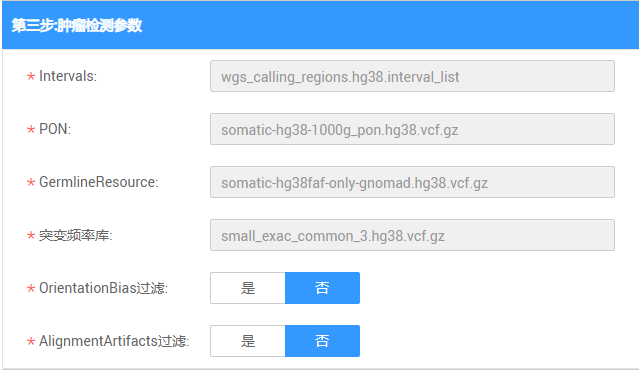 第三步:肿瘤检测参数
* Intervals: wgs_calling_regions.hg38.interval_list
* PON: somatic-hg38-1000g_pon.hg38.vcf.gz
* GermlineResource: somatic-hg38faf-only-gnomad.hg38.vcf.gz
* 突变频率库: small_exac_common_3.hg38.vcf.gz
* OrientationBias过滤: 是 否
* AlignmentArtifacts过滤: 是 否